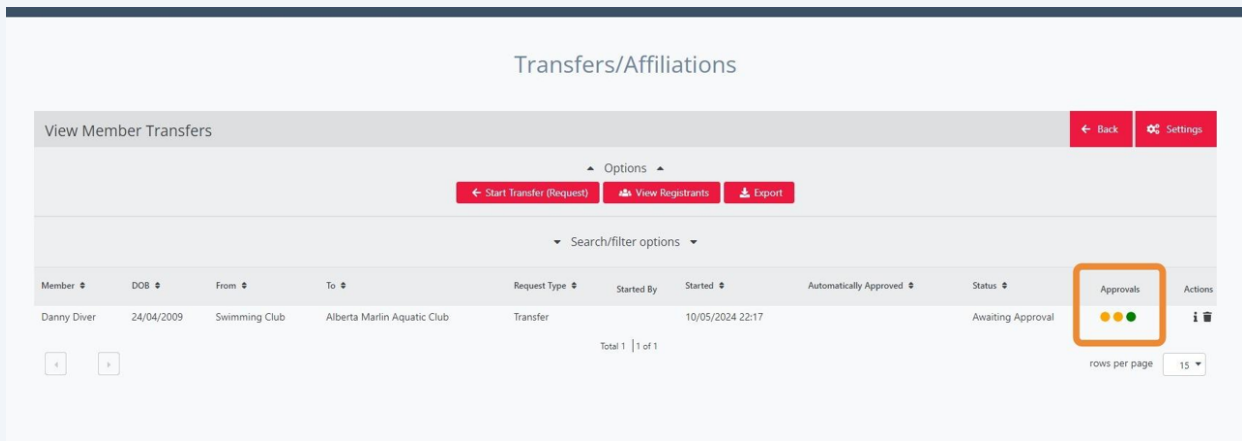 Transfers/Affiliations
View Member Transfers
Back
Settings
Options
Start Transfer (Request)
View Registrants
Export
Search/filter options
Member DOB From To Request Type Started By Started Automatically Approved Status Approvals Actions
Danny Diver 24/04/2009 Swimming Club Alberta Marlin Aquatic Club Transfer 10/05/2024 22:17 Awaiting Approval
Total 1 | 1 of 1
rows per page 15